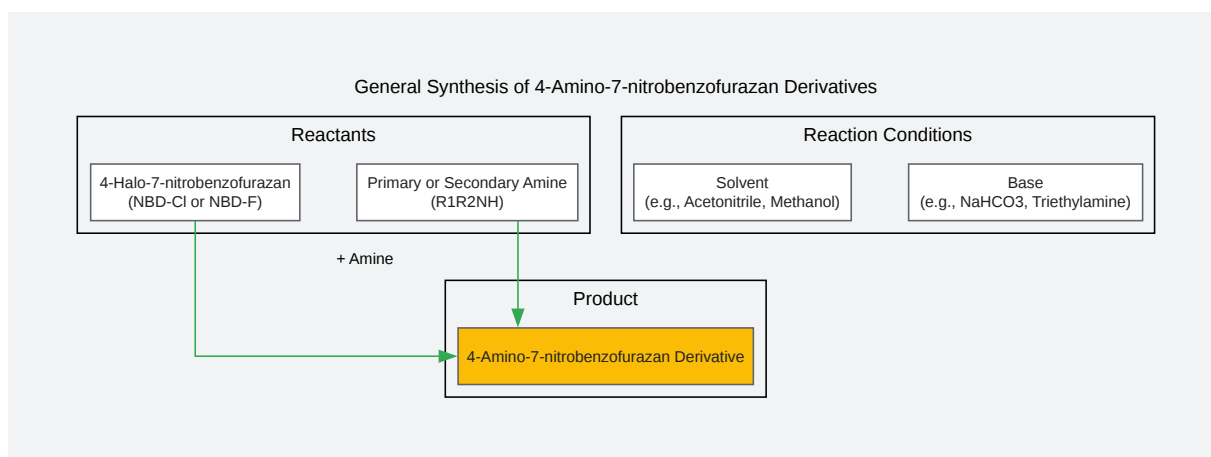 General Synthesis of 4-Amino-7-nitrobenzofurazan Derivatives
Reactants
4-Halo-7-nitrobenzofurazan
(NBD-Cl or NBD-F)
Primary or Secondary Amine
(R1R2NH)
Reaction Conditions
Solvent
(e.g., Acetonitrile, Methanol)
Base
(e.g., NaHCO3, Triethylamine)
+ Amine
Product
4-Amino-7-nitrobenzofurazan Derivative